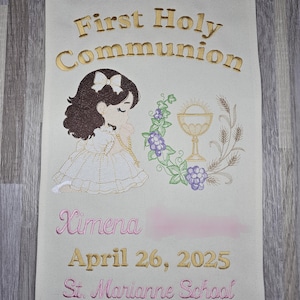 First Holy
Communion
Ximena
April 26, 2025
St. Marianne School